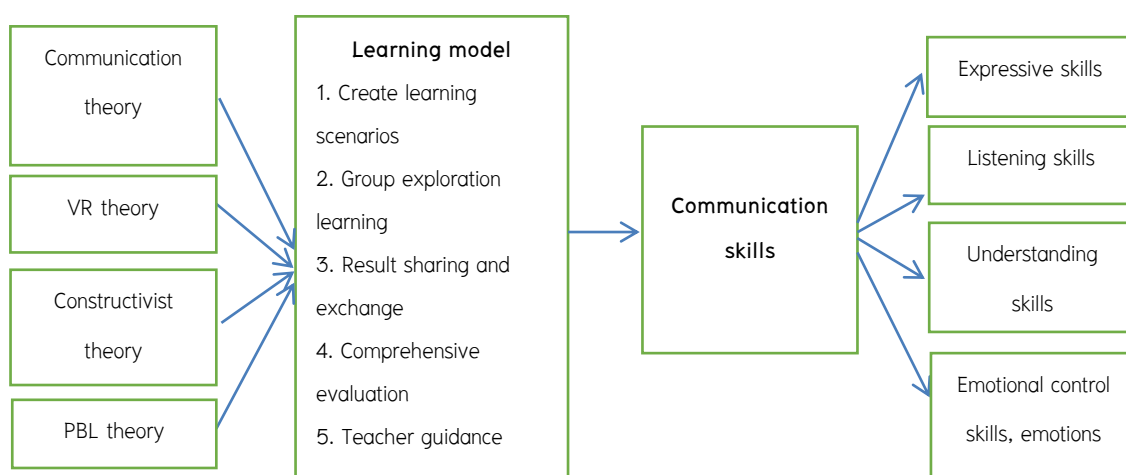 Communication
theory
VR theory
Constructivist
theory
PBL theory
Learning model
1. Create learning
scenarios
2. Group exploration
learning
3. Result sharing and
exchange
4. Comprehensive
evaluation
5. Teacher guidance
Communication
skills
Expressive skills
Listening skills
Understanding
skills
Emotional control
skills, emotions